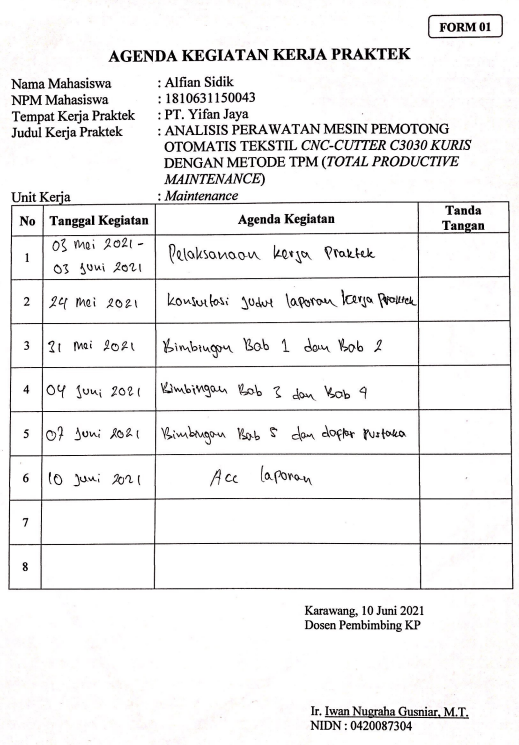 FORM 01
AGENDA KEGIATAN KERJA PRAKTEK
Nama Mahasiswa : Alfian Sidik
NPM Mahasiswa : 1810631150043
Tempat Kerja Praktek : PT. Yifan Jaya
Judul Kerja Praktek : ANALISIS PERAWATAN MESIN PEMOTONG
OTOMATIS TEKSTIL CNC-CUTTER C3030 KURIS
DENGAN METODE TPM (TOTAL PRODUCTIVE
MAINTENANCE)
Unit Kerja : Maintenance
No Tanggal Kegiatan Agenda Kegiatan Tanda Tangan
1 03 mei 2021 - 03 Juni 2021 Pelaksanaan kerja Praktek
2 24 mei 2021 konsultasi judul laporan kerja Praktek
3 31 mei 2021 Bimbingan Bab 1 dan Bab 2
4 04 Juni 2021 Bimbingan Bab 3 dan Bab 4
5 07 Juni 2021 Bimbingan Bab 5 dan daftar Pustaka
6 10 Juni 2021 Acc laporan
7
8
Karawang, 10 Juni 2021
Dosen Pembimbing KP
Ir. Iwan Nugraha Gusniar, M.T.
NIDN : 0420087304